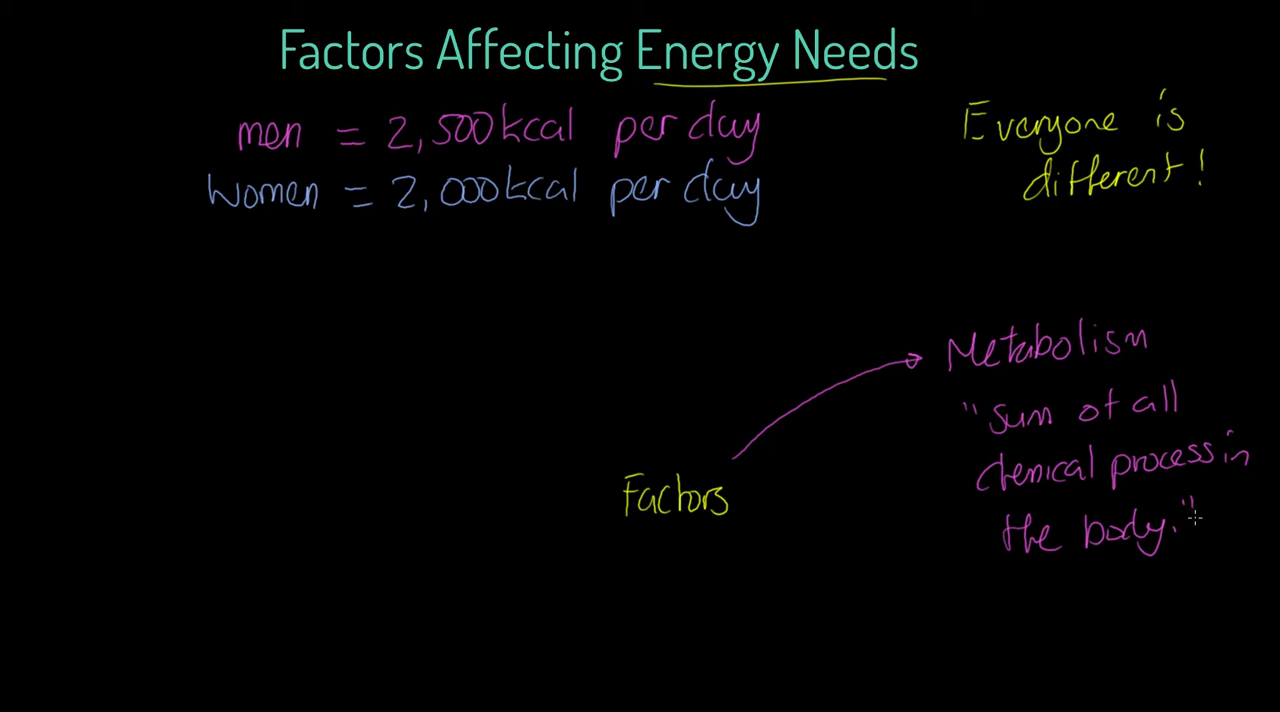 Factors Affecting Energy Needs
men = 2,500kcal per day
women = 2,000kcal per day
Everyone is
different!
Metabolism
"sum of all
chemical process in
the body."
Factors